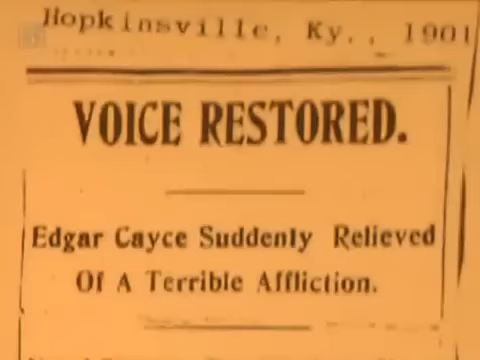 Hopkinsville, Ky., 1901
VOICE RESTORED.
Edgar Cayce Suddenly Relieved
Of A Terrible Affliction.